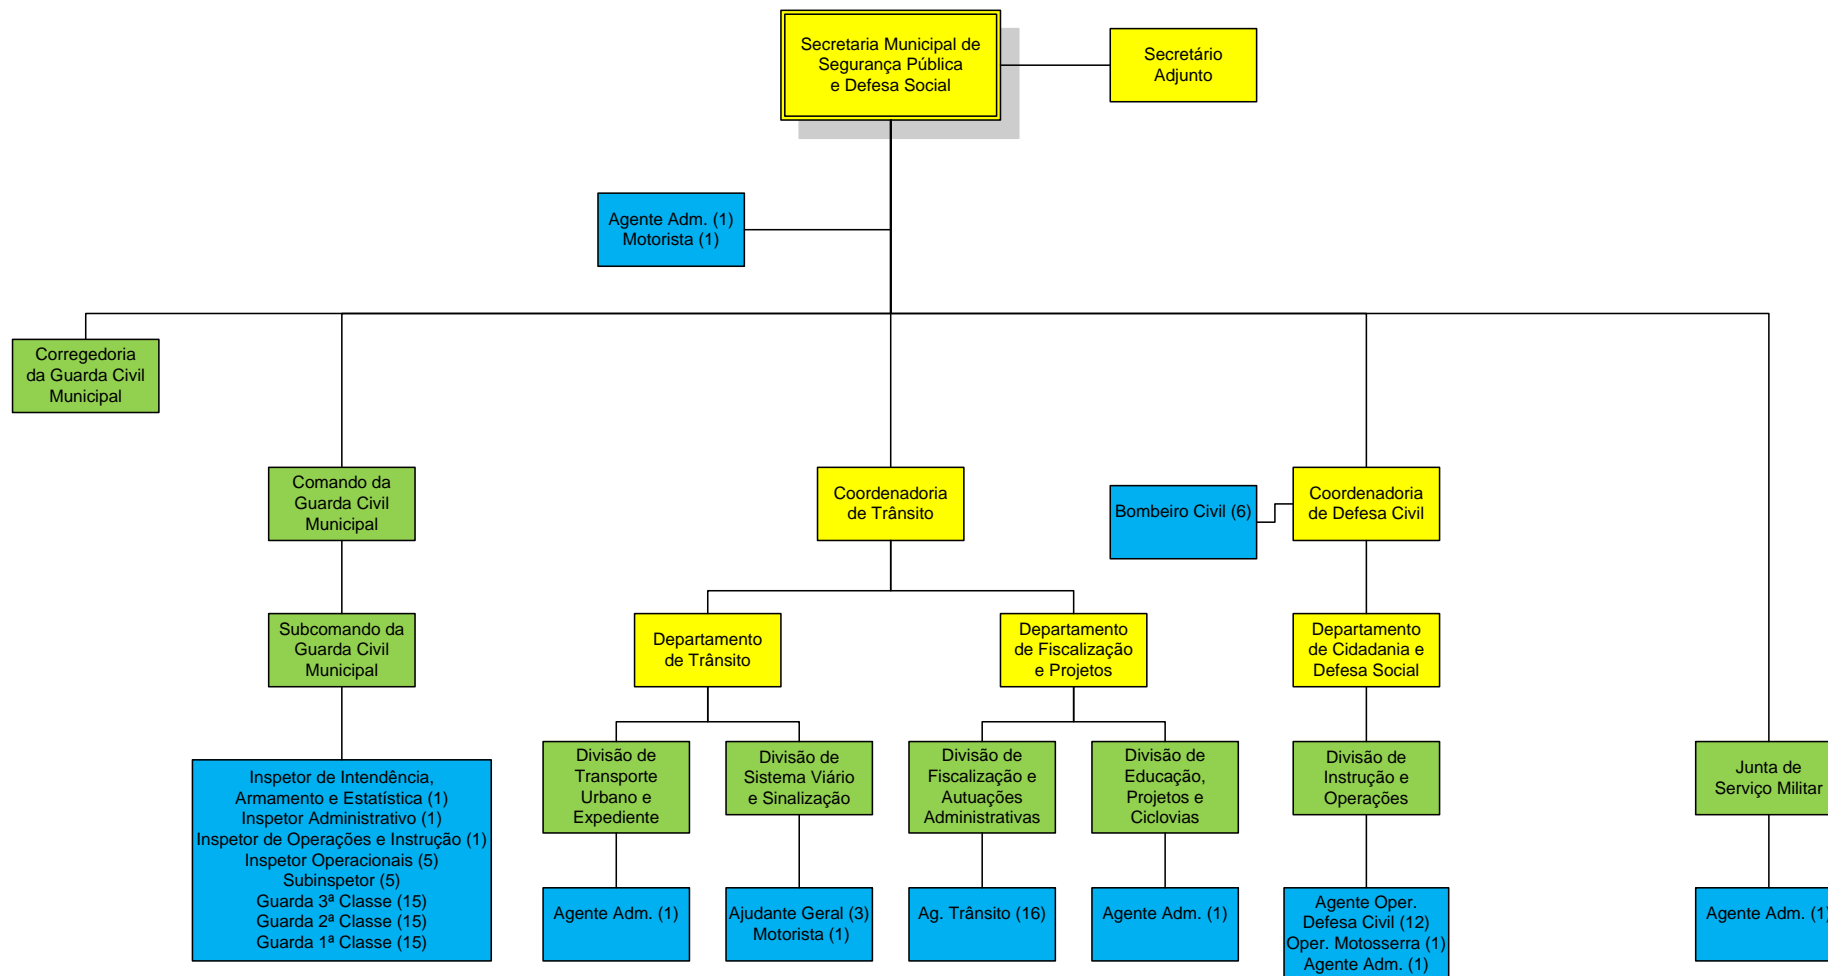 Secretaria Municipal de
Segurança Pública
e Defesa Social
Secretário
Adjunto
Agente Adm. (1)
Motorista (1)
Corregedoria
da Guarda Civil
Municipal
Comando da
Guarda Civil
Municipal
Coordenadoria
de Trânsito
Bombeiro Civil (6)
Coordenadoria
de Defesa Civil
Subcomando da
Guarda Civil
Municipal
Departamento
de Trânsito
Departamento
de Fiscalização
e Projetos
Departamento
de Cidadania e
Defesa Social
Inspetor de Intendência,
Armamento e Estatística (1)
Inspetor Administrativo (1)
Inspetor de Operações e Instrução (1)
Inspetor Operacionais (5)
Subinspetor (5)
Guarda 3ª Classe (15)
Guarda 2ª Classe (15)
Guarda 1ª Classe (15)
Divisão de
Transporte
Urbano e
Expediente
Divisão de
Sistema Viário
e Sinalização
Divisão de
Fiscalização e
Autuações
Administrativas
Divisão de
Educação,
Projetos e
Ciclovias
Divisão de
Instrução e
Operações
Junta de
Serviço Militar
Agente Adm. (1)
Ajudante Geral (3)
Motorista (1)
Ag. Trânsito (16)
Agente Adm. (1)
Agente Oper.
Defesa Civil (12)
Oper. Motosserra (1)
Agente Adm. (1)
Agente Adm. (1)